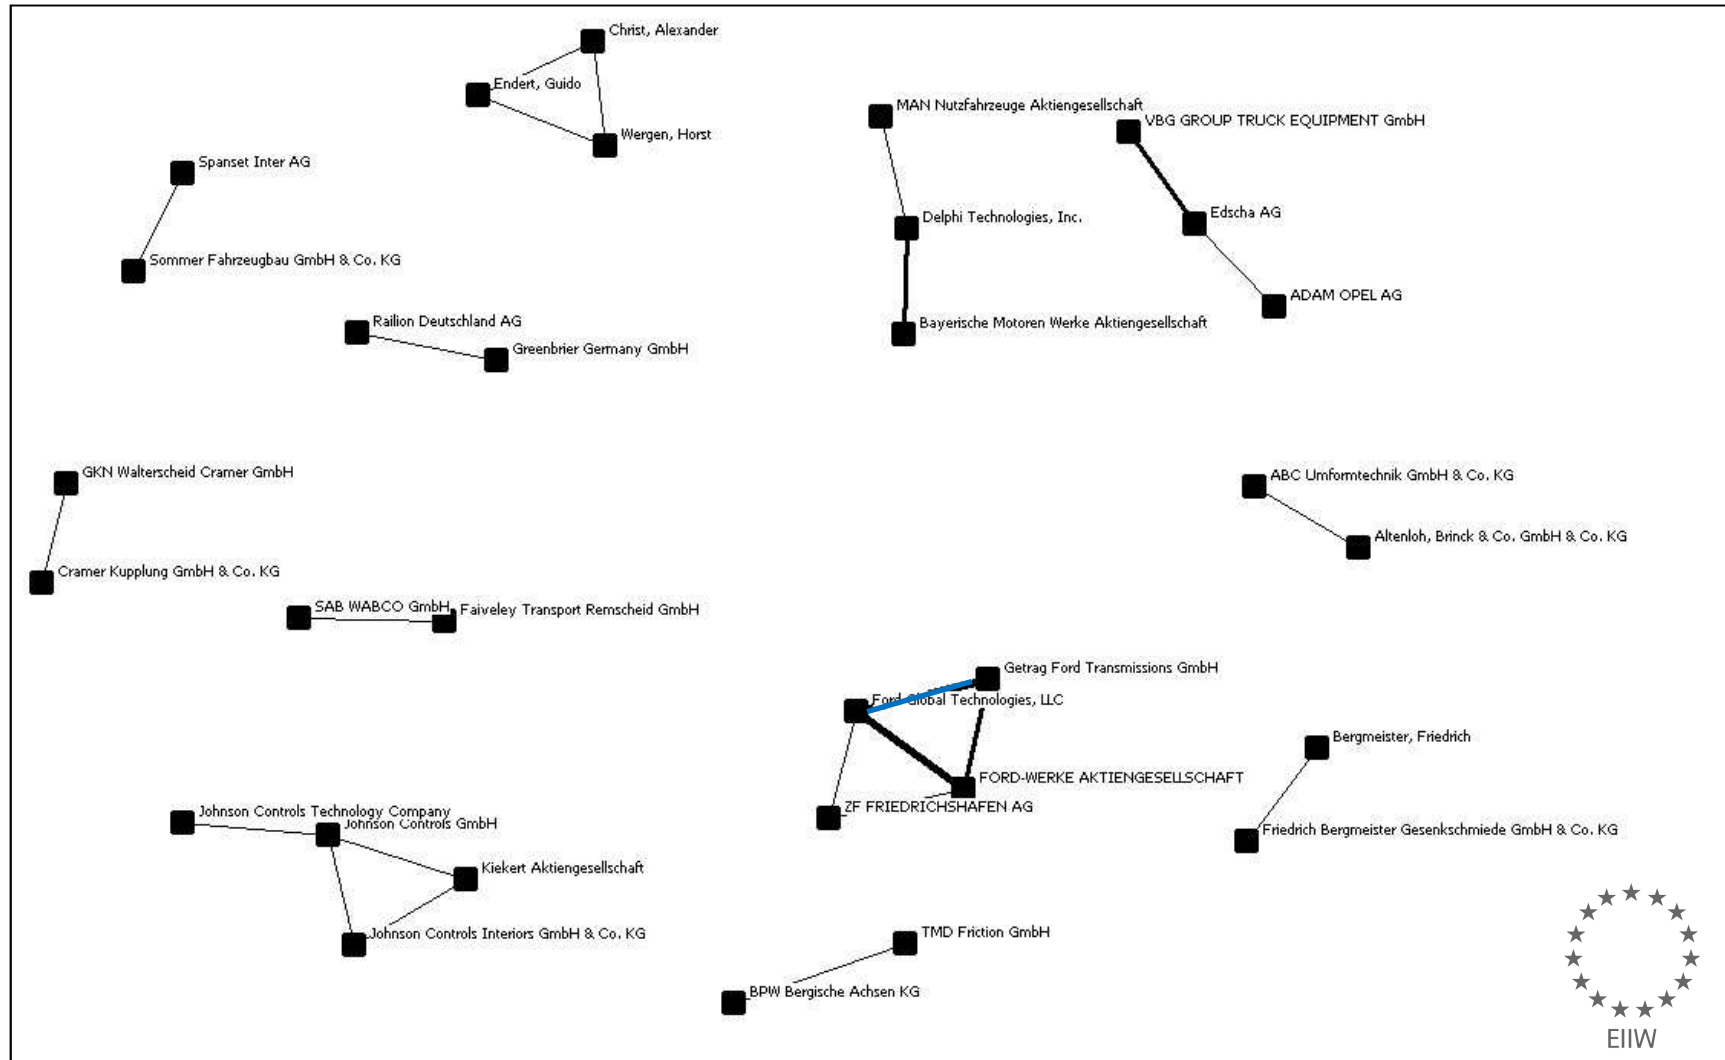 Christ, Alexander
Endert, Guido
Wergen, Horst
MAN Nutzfahrzeuge Aktiengesellschaft
VBG GROUP TRUCK EQUIPMENT GmbH
Spanset Inter AG
Delphi Technologies, Inc.
Edscha AG
Sommer Fahrzeugbau GmbH & Co. KG
ADAM OPEL AG
Railion Deutschland AG
Bayerische Motoren Werke Aktiengesellschaft
Greenbrier Germany GmbH
GKN Walterscheid Cramer GmbH
ABC Umformtechnik GmbH & Co. KG
Altenloh, Brinck & Co. GmbH & Co. KG
Cramer Kupplung GmbH & Co. KG
SAB WABCO GmbH
Faiveley Transport Remscheid GmbH
Getrag Ford Transmissions GmbH
Ford Global Technologies, LLC
Bergmeister, Friedrich
FORD-WERKE AKTIENGESELLSCHAFT
ZF FRIEDRICHSHAFEN AG
Johnson Controls Technology Company
Johnson Controls GmbH
Friedrich Bergmeister Gesenkschmiede GmbH & Co. KG
Kiekert Aktiengesellschaft
Johnson Controls Interiors GmbH & Co. KG
TMD Friction GmbH
BPW Bergische Achsen KG
EIIW